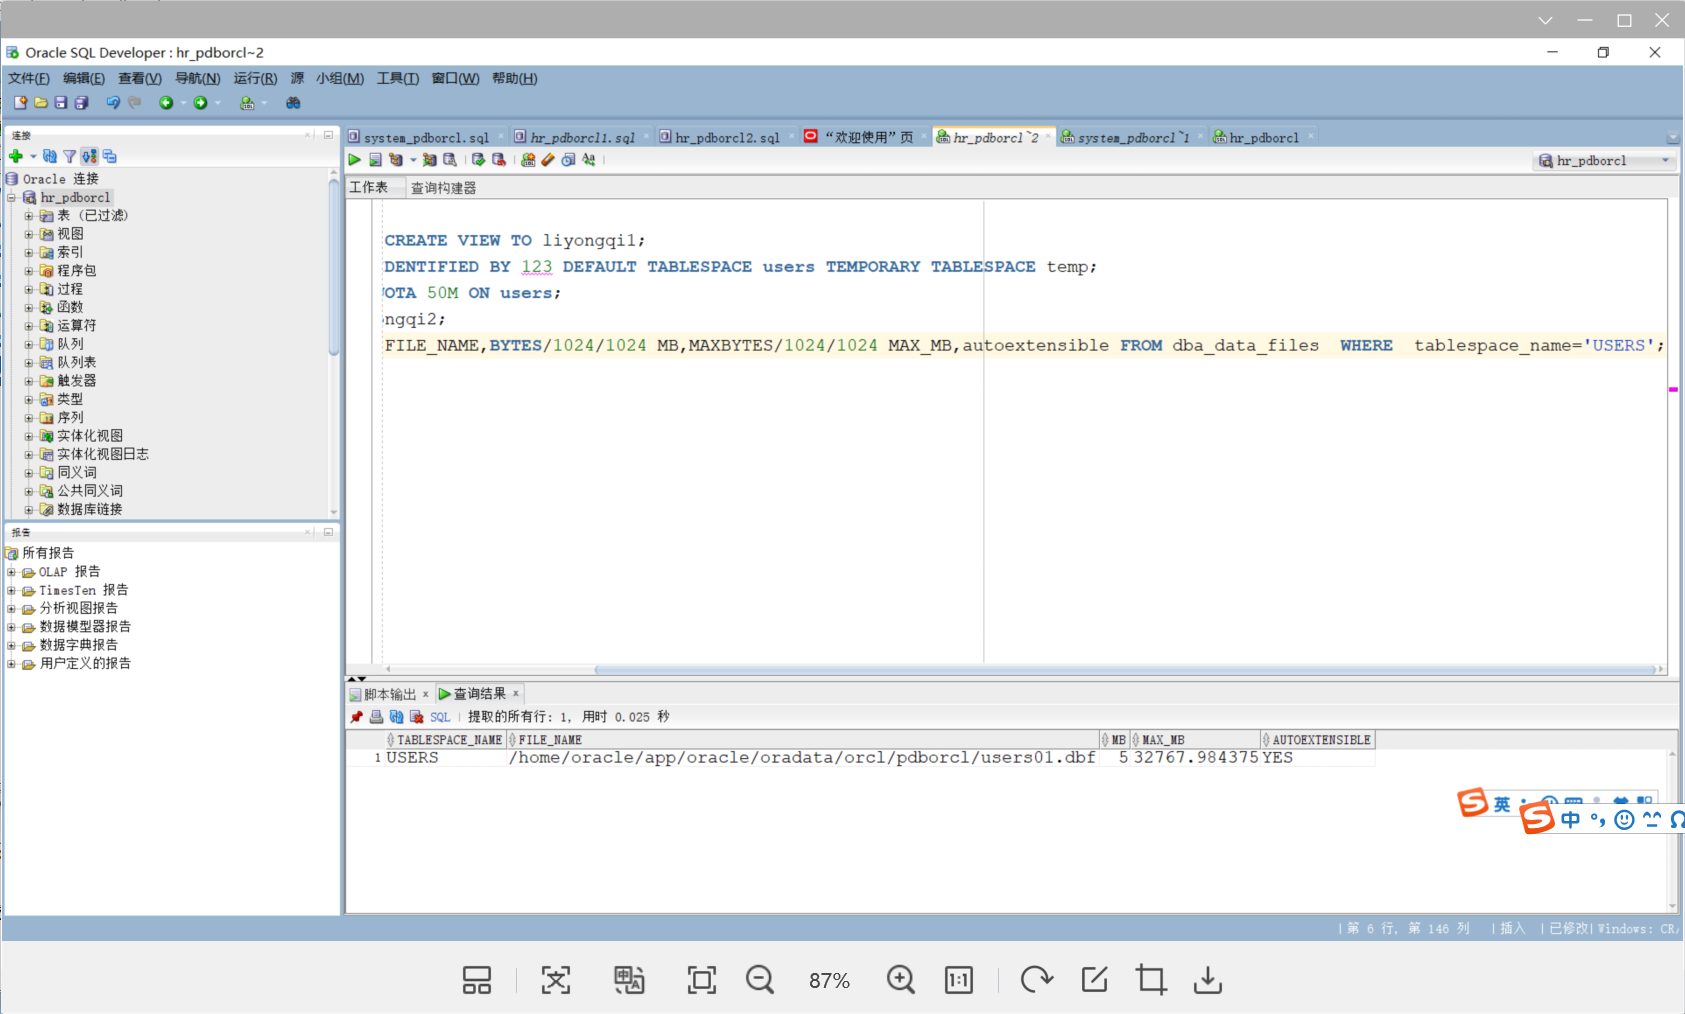 Oracle SQL Developer : hr_pdborcl~2
文件(F) 编辑(E) 查看(V) 导航(N) 运行(R) 源 小组(M) 工具(T) 窗口(W) 帮助(H)
连接
Oracle 连接
hr_pdborcl
表 (已过滤)
视图
索引
程序包
过程
函数
运算符
队列
队列表
触发器
类型
序列
实体化视图
实体化视图日志
同义词
公共同义词
数据库链接
报告
所有报告
OLAP 报告
TimesTen 报告
分析视图报告
数据模型器报告
数据字典报告
用户定义的报告
system_pdborcl.sql hr_pdborcl1.sql hr_pdborcl2.sql “欢迎使用”页 hr_pdborcl~2 system_pdborcl~1 hr_pdborcl
hr_pdborcl
工作表 查询构建器
CREATE VIEW TO liyongqi1;
DENTIFIED BY 123 DEFAULT TABLESPACE users TEMPORARY TABLESPACE temp;
OTA 50M ON users;
ngqi2;
FILE_NAME,BYTES/1024/1024 MB,MAXBYTES/1024/1024 MAX_MB,autoextensible FROM dba_data_files WHERE tablespace_name='USERS';
脚本输出 × 查询结果 ×
SQL | 提取的所有行: 1, 用时 0.025 秒
TABLESPACE_NAME FILE_NAME MB MAX_MB AUTOEXTENSIBLE
1 USERS /home/oracle/app/oracle/oradata/orcl/pdborcl/users01.dbf 5 32767.984375 YES
英
中
| 第 6 行, 第 146 列 | 插入 | 已修改| Windows: CR/
87%
1:1